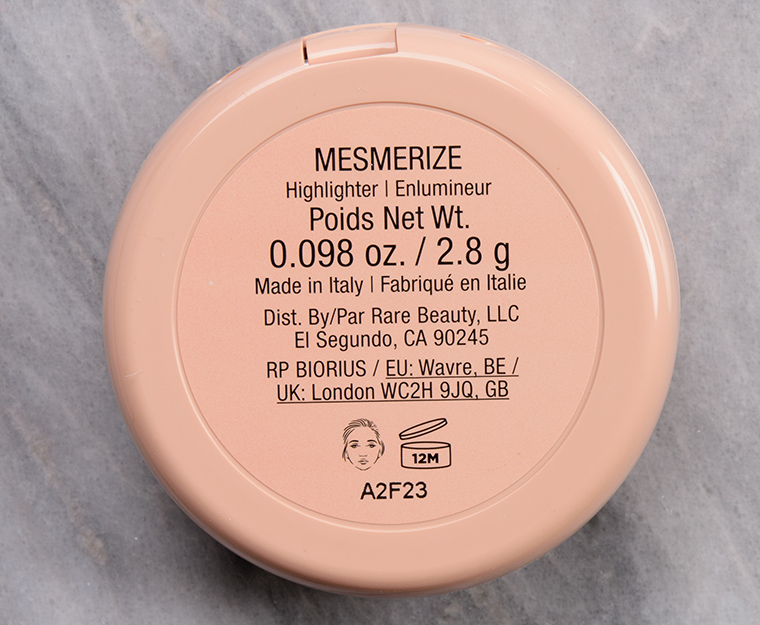 MESMERIZE
Highlighter | Enlumineur
Poids Net Wt.
0.098 oz. / 2.8 g
Made in Italy | Fabriqué en Italie
Dist. By/Par Rare Beauty, LLC
El Segundo, CA 90245
RP BIORIUS / EU: Wavre, BE /
UK: London WC2H 9JQ, GB
12M
A2F23